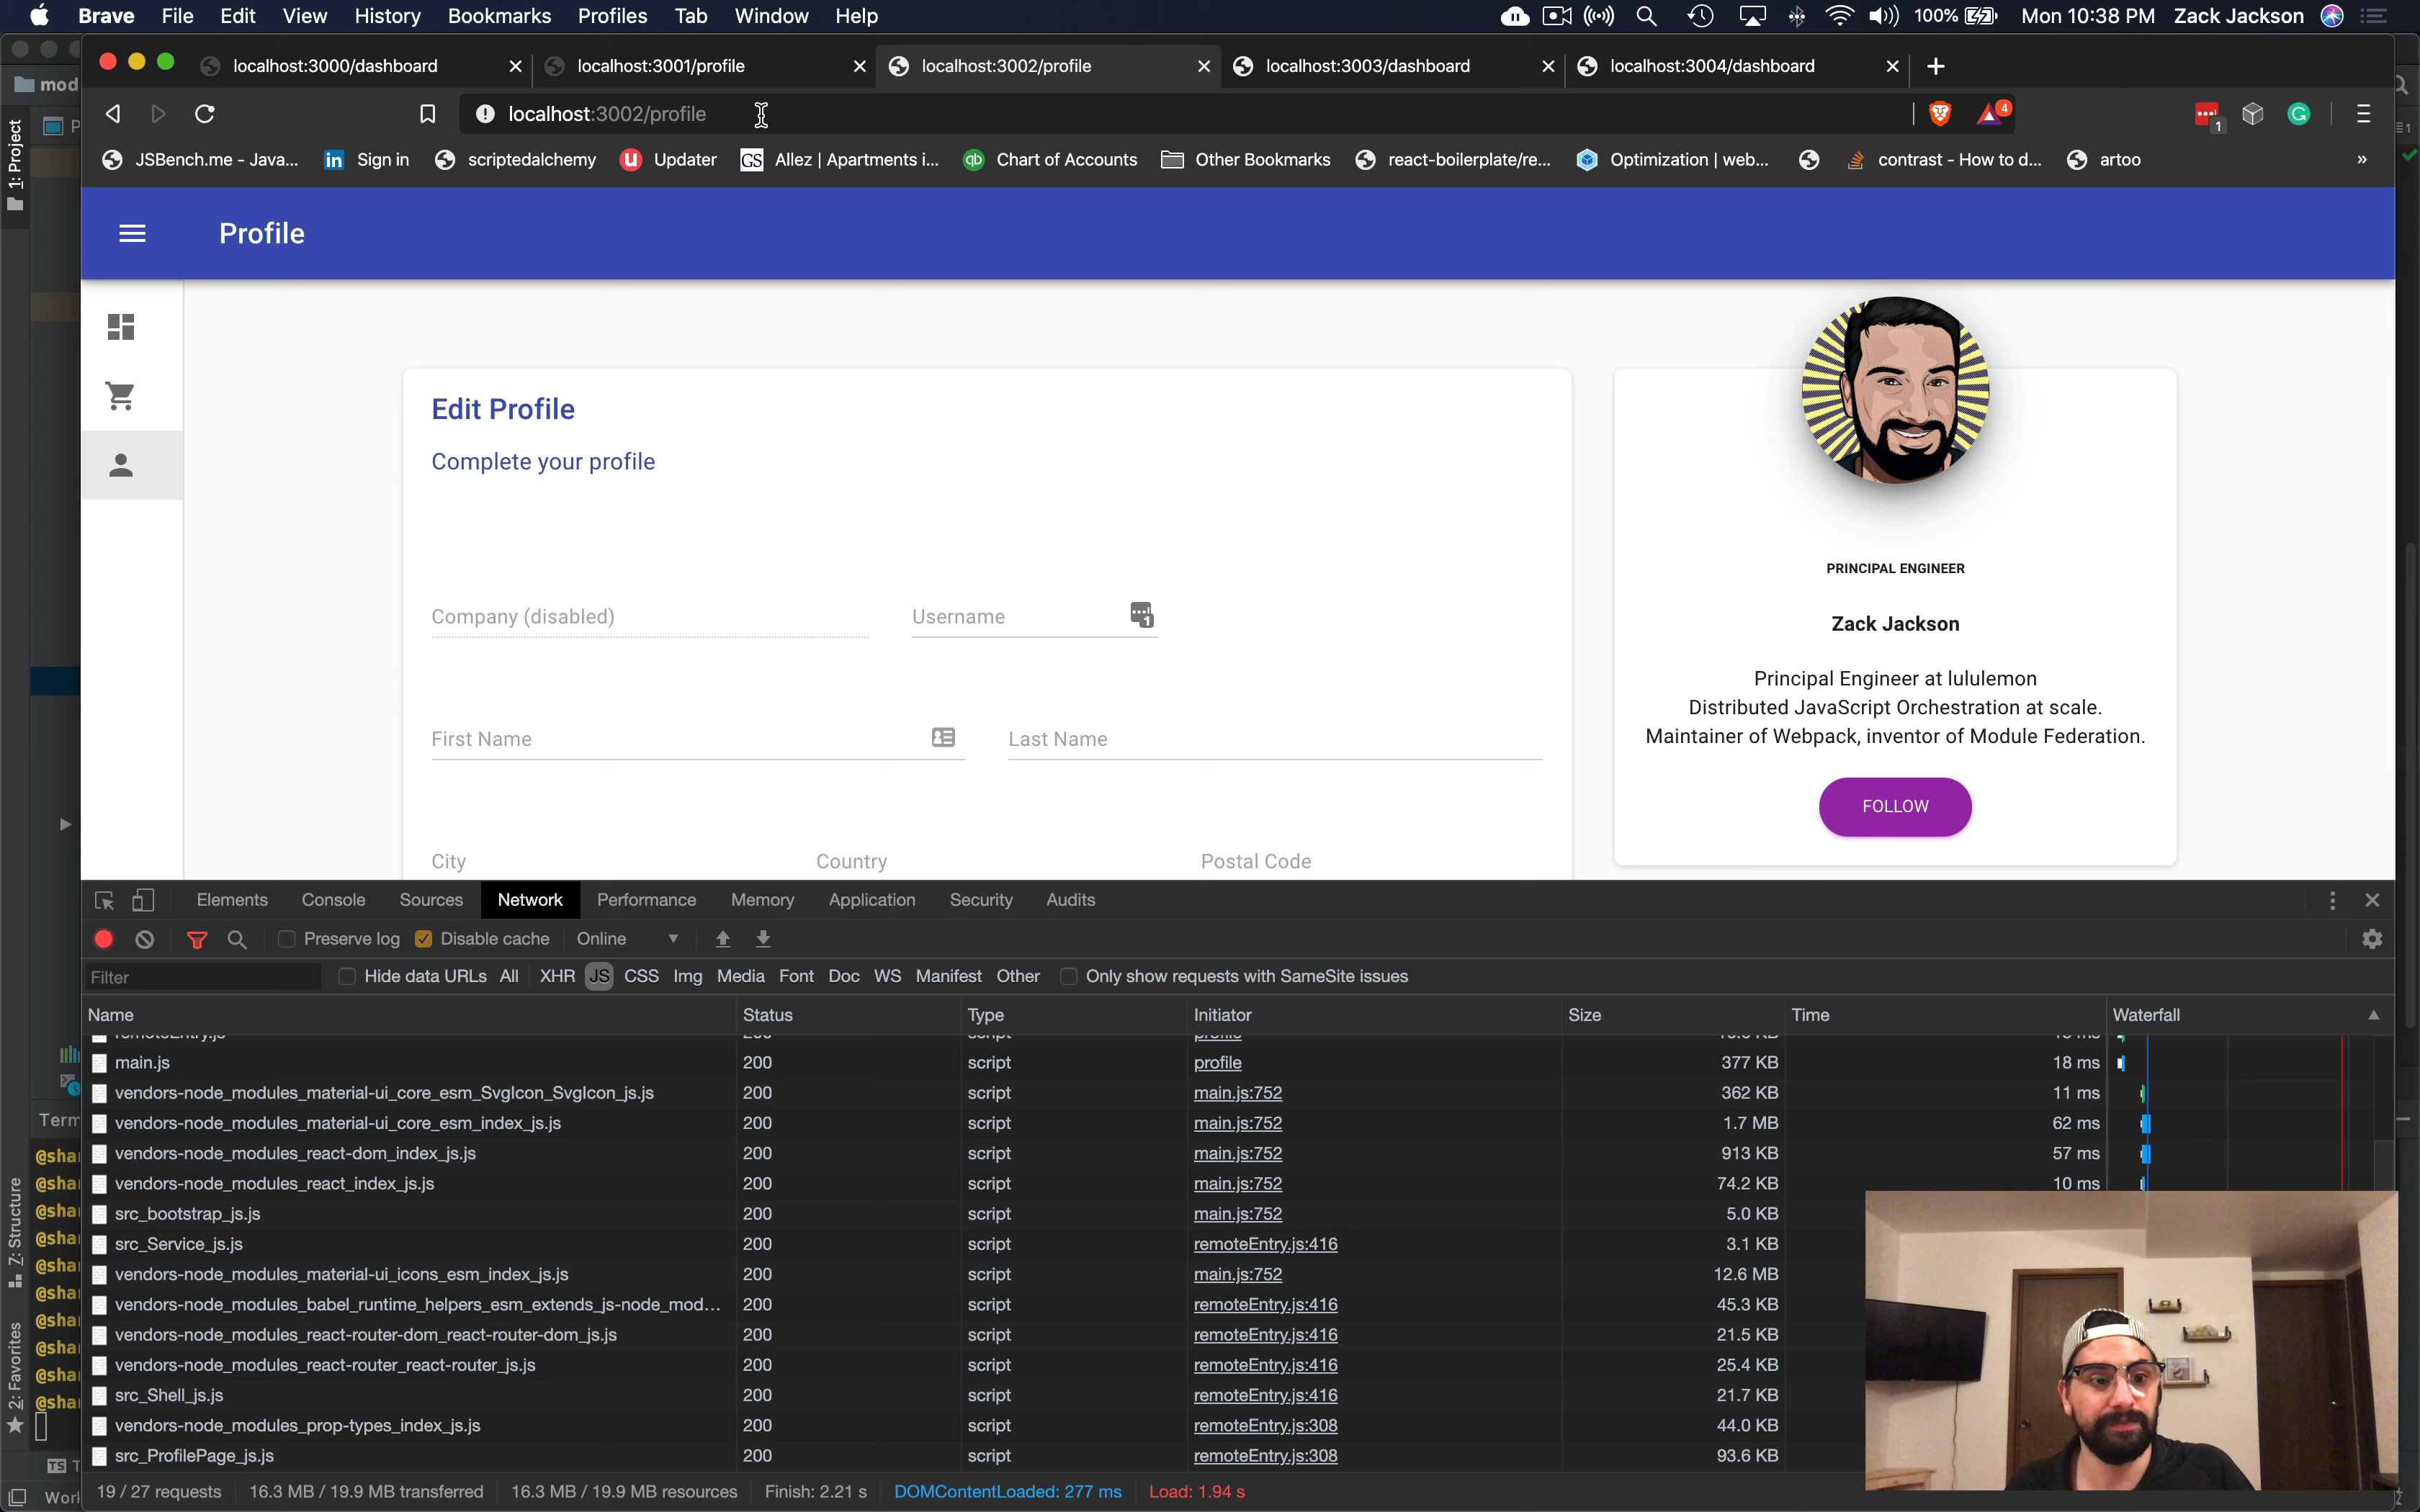 Brave File Edit View History Bookmarks Profiles Tab Window Help 100% Mon 10:38 PM Zack Jackson
localhost:3000/dashboard localhost:3001/profile localhost:3002/profile localhost:3003/dashboard localhost:3004/dashboard
localhost:3002/profile 4 1
JSBench.me - Java... Sign in scriptedalchemy Updater Allez | Apartments i... Chart of Accounts Other Bookmarks react-boilerplate/re... Optimization | web... contrast - How to d... artoo »
1: Project
Profile
Edit Profile
Complete your profile
PRINCIPAL ENGINEER
Company (disabled) Username
Zack Jackson
Principal Engineer at lululemon
Distributed JavaScript Orchestration at scale.
Maintainer of Webpack, inventor of Module Federation.
First Name Last Name
FOLLOW
City Country Postal Code
Elements Console Sources Network Performance Memory Application Security Audits
Preserve log Disable cache Online
Filter Hide data URLs All XHR JS CSS Img Media Font Doc WS Manifest Other Only show requests with SameSite issues
Name Status Type Initiator Size Time Waterfall
main.js 200 script profile 377 KB 18 ms
vendors-node_modules_material-ui_core_esm_SvgIcon_SvgIcon_js.js 200 script main.js:752 362 KB 11 ms
vendors-node_modules_material-ui_core_esm_index_js.js 200 script main.js:752 1.7 MB 62 ms
vendors-node_modules_react-dom_index_js.js 200 script main.js:752 913 KB 57 ms
vendors-node_modules_react_index_js.js 200 script main.js:752 74.2 KB 10 ms
src_bootstrap_js.js 200 script main.js:752 5.0 KB
src_Service_js.js 200 script remoteEntry.js:416 3.1 KB
vendors-node_modules_material-ui_icons_esm_index_js.js 200 script main.js:752 12.6 MB
vendors-node_modules_babel_runtime_helpers_esm_extends_js-node_mod... 200 script remoteEntry.js:416 45.3 KB
vendors-node_modules_react-router-dom_react-router-dom_js.js 200 script remoteEntry.js:416 21.5 KB
vendors-node_modules_react-router_react-router_js.js 200 script remoteEntry.js:416 25.4 KB
src_Shell_js.js 200 script remoteEntry.js:416 21.7 KB
vendors-node_modules_prop-types_index_js.js 200 script remoteEntry.js:308 44.0 KB
src_ProfilePage_js.js 200 script remoteEntry.js:308 93.6 KB
19 / 27 requests 16.3 MB / 19.9 MB transferred 16.3 MB / 19.9 MB resources Finish: 2.21 s DOMContentLoaded: 277 ms Load: 1.94 s
Z: Structure
2: Favorites